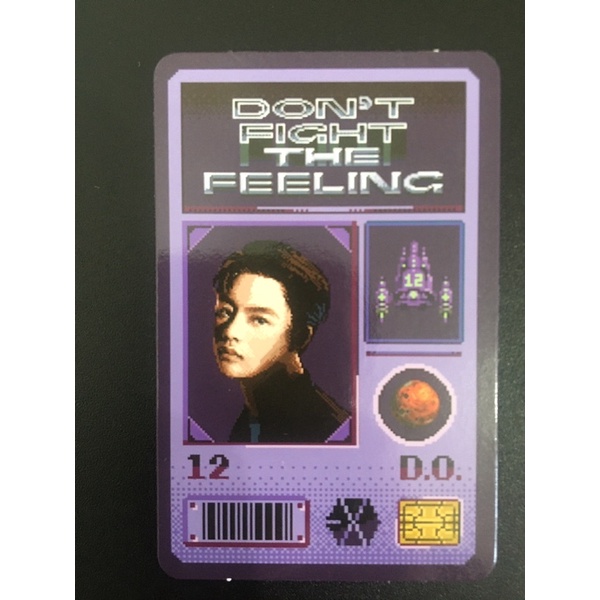 DON'T
FIGHT
THE
FEELING
12
12
D.O.